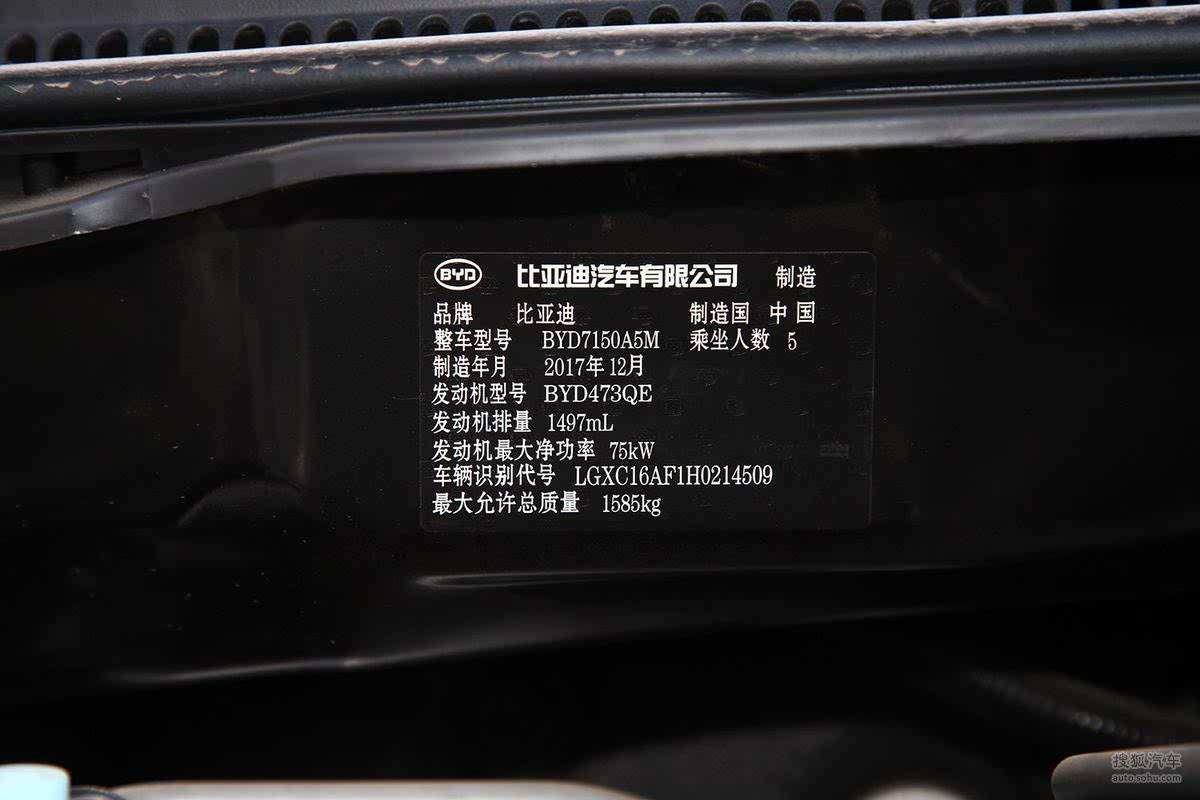 BYD 比亚迪汽车有限公司 制造
品牌 比亚迪 制造国 中国
整车型号 BYD7150A5M 乘坐人数 5
制造年月 2017年12月
发动机型号 BYD473QE
发动机排量 1497mL
发动机最大净功率 75kW
车辆识别代号 LGXC16AF1H0214509
最大允许总质量 1585kg
搜狐汽车
auto.sohu.com